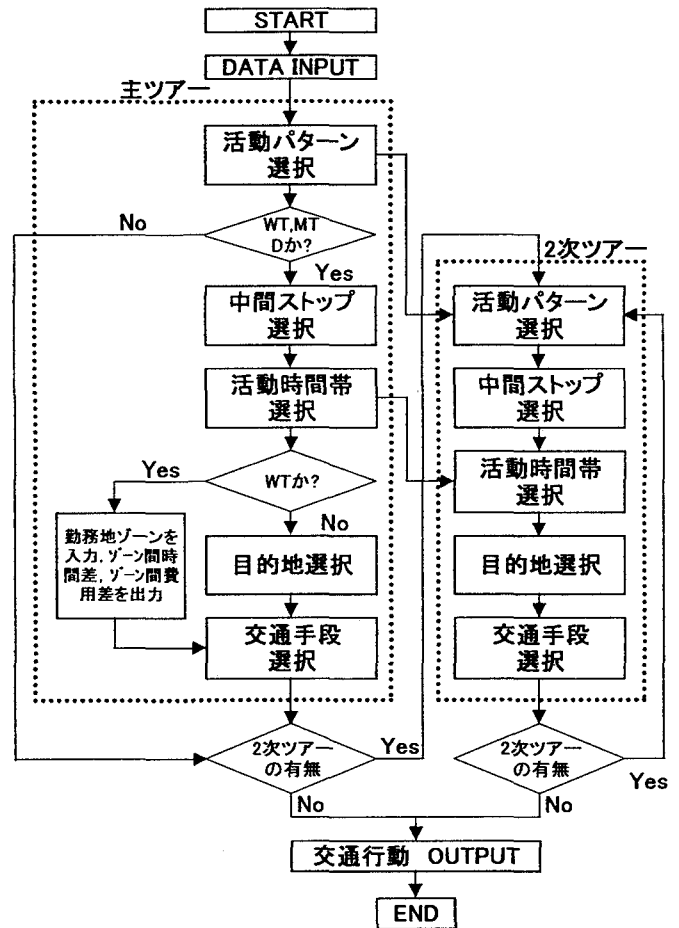 START
DATA INPUT
主ツアー
活動パターン
選択
No
WT,MT
Dか?
Yes
中間ストップ
選択
活動時間帯
選択
Yes
WTか?
No
勤務地ゾーンを
入力,ゾーン間時
間差,ゾーン間費
用差を出力
目的地選択
交通手段
選択
2次ツアー
の有無
Yes
No
2次ツアー
活動パターン
選択
中間ストップ
選択
活動時間帯
選択
目的地選択
交通手段
選択
2次ツアー
の有無
Yes
No
交通行動 OUTPUT
END